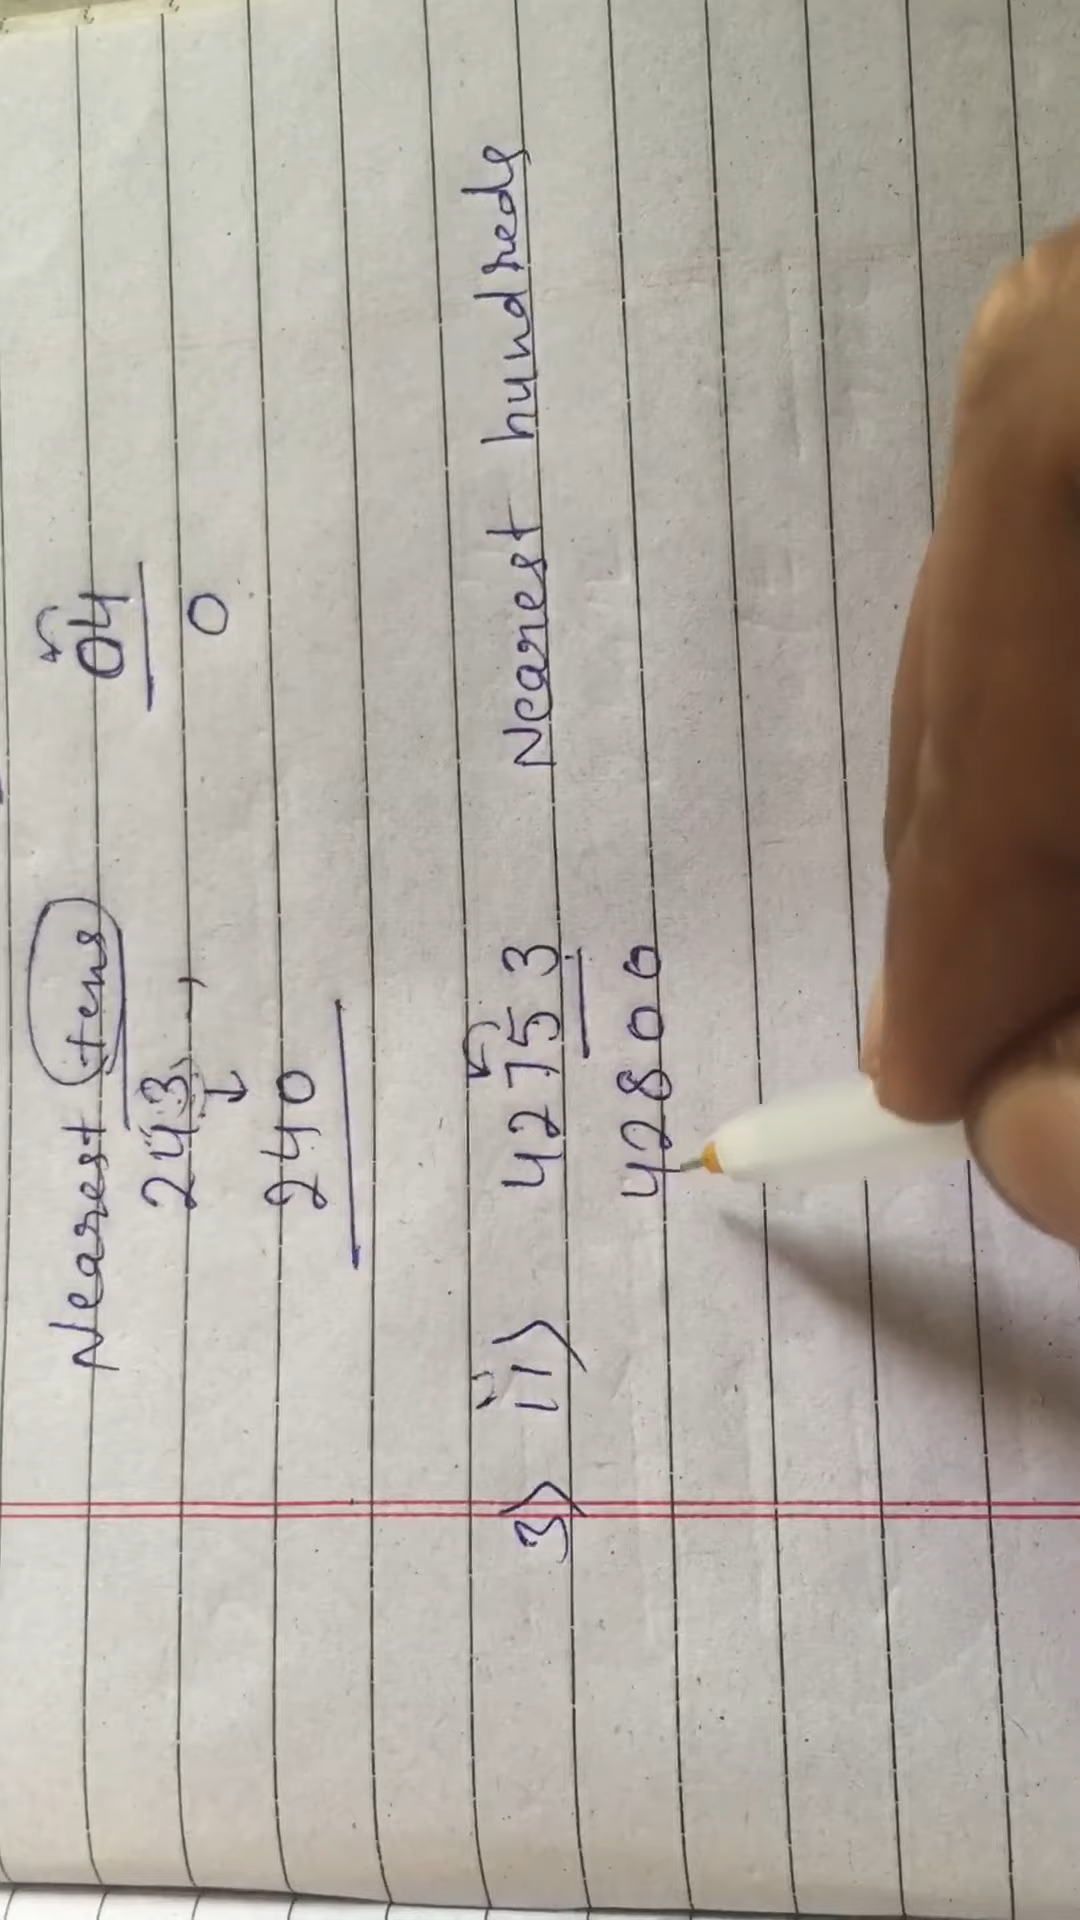 Nearest tens 04
243, 0
240
3) ii) 42753 Nearest hundreds
42800